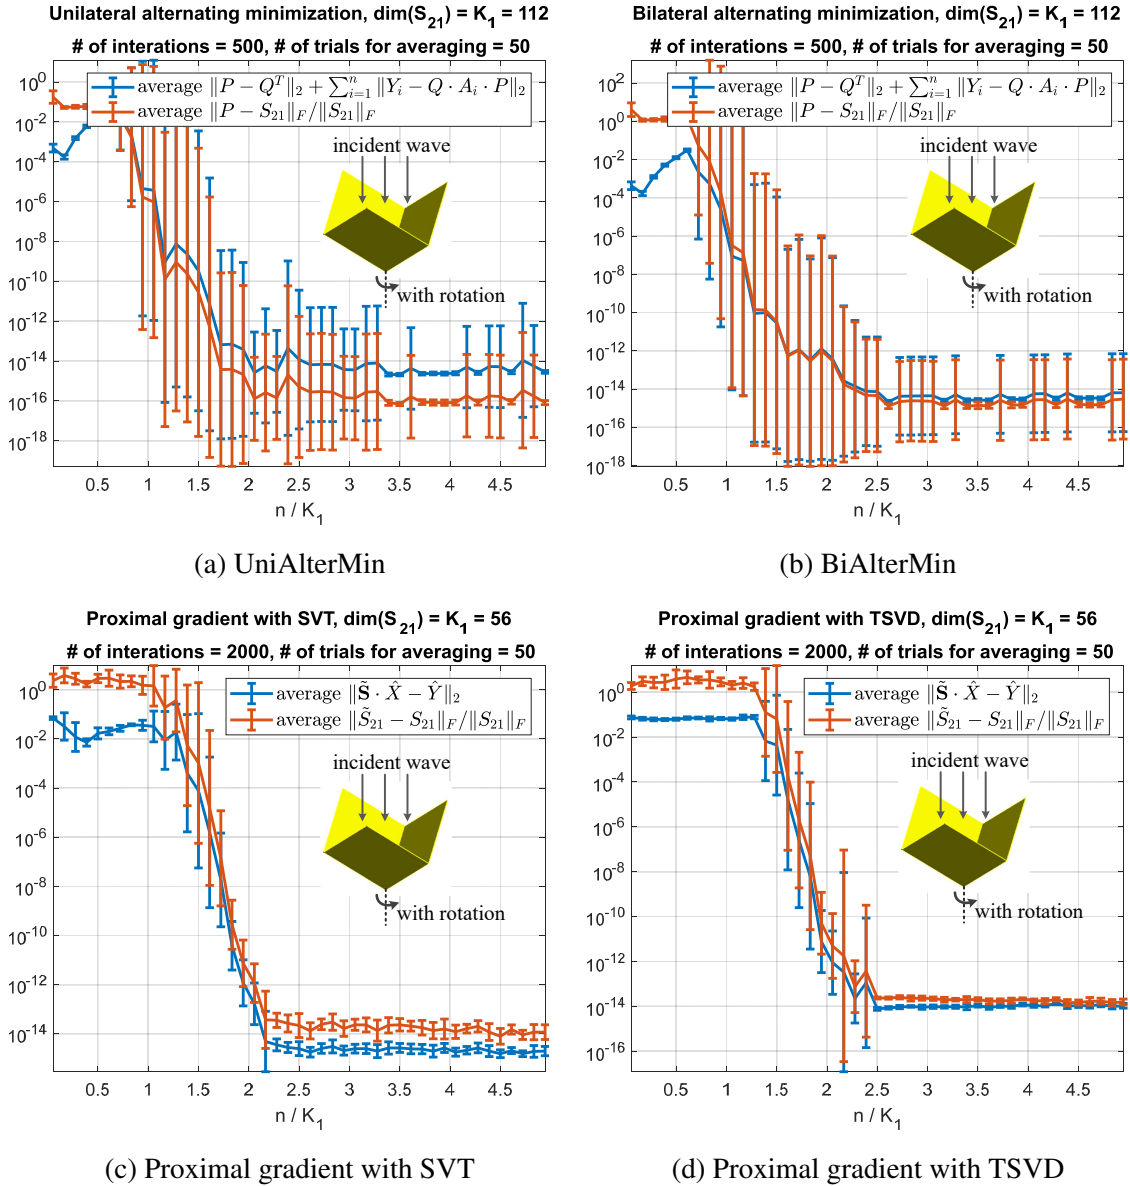 Unilateral alternating minimization, dim(S21) = K1 = 112
# of interations = 500, # of trials for averaging = 50
average ‖P − Q^T‖2 + ∑_{i=1}^n ‖Yi − Q · Ai · P‖2
average ‖P − S21‖F/‖S21‖F
incident wave
with rotation
10^0
10^-2
10^-4
10^-6
10^-8
10^-10
10^-12
10^-14
10^-16
10^-18
0.5 1 1.5 2 2.5 3 3.5 4 4.5
n / K1
(a) UniAlterMin
Bilateral alternating minimization, dim(S21) = K1 = 112
# of interations = 500, # of trials for averaging = 50
average ‖P − Q^T‖2 + ∑_{i=1}^n ‖Yi − Q · Ai · P‖2
average ‖P − S21‖F/‖S21‖F
incident wave
with rotation
10^2
10^0
10^-2
10^-4
10^-6
10^-8
10^-10
10^-12
10^-14
10^-16
10^-18
0.5 1 1.5 2 2.5 3 3.5 4 4.5
n / K1
(b) BiAlterMin
Proximal gradient with SVT, dim(S21) = K1 = 56
# of interations = 2000, # of trials for averaging = 50
average ‖S̃ · X̂ − Ŷ‖2
average ‖S̃21 − S21‖F/‖S21‖F
incident wave
with rotation
10^0
10^-2
10^-4
10^-6
10^-8
10^-10
10^-12
10^-14
0.5 1 1.5 2 2.5 3 3.5 4 4.5
n / K1
(c) Proximal gradient with SVT
Proximal gradient with TSVD, dim(S21) = K1 = 56
# of interations = 2000, # of trials for averaging = 50
average ‖S̃ · X̂ − Ŷ‖2
average ‖S̃21 − S21‖F/‖S21‖F
incident wave
with rotation
10^0
10^-2
10^-4
10^-6
10^-8
10^-10
10^-12
10^-14
10^-16
0.5 1 1.5 2 2.5 3 3.5 4 4.5
n / K1
(d) Proximal gradient with TSVD